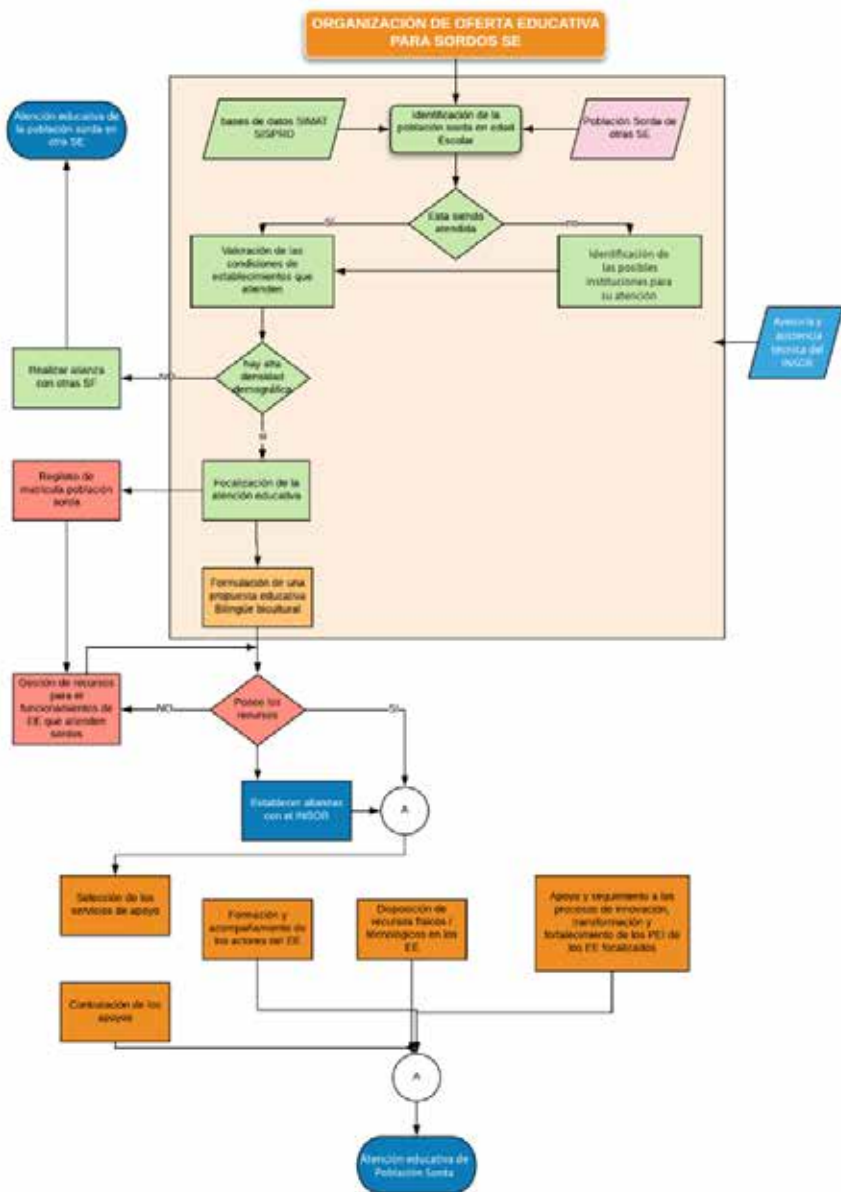 ORGANIZACIÓN DE OFERTA EDUCATIVA
PARA SORDOS SE
Atención educativa de
la población sorda en
otra SE
bases de datos SIMAT
SISPRO
Identificación de la
población sorda en edad
Escolar
Población Sorda de
otras SE
Esta siendo
atendida
SI
no
Valoración de las
condiciones de
establecimientos que
atienden
Identificación de
las posibles
instituciones para
su atención
Asesoría y
asistencia
técnica del
INSOR
Realizar alianza
con otras SE
NO
hay alta
densidad
demográfica
SI
Registro de
matrícula población
sorda
Focalización de la
atención educativa
Formulación de una
propuesta educativa
Bilingüe bicultural
Gestión de recursos
para el
funcionamientos de
EE que atienden
sordos
NO
Posee los
recursos
SI
Establecer alianzas
con el INSOR
A
Selección de los
servicios de apoyo
Formación y
acompañamiento de
los actores del EE
Disposición de
recursos físicos /
tecnológicos en los
EE
Apoyo y seguimiento a los
procesos de innovación,
transformación y
fortalecimiento de los PEI de
los EE focalizados
Contratación de los
apoyos
A
Atención educativa de
Población Sorda